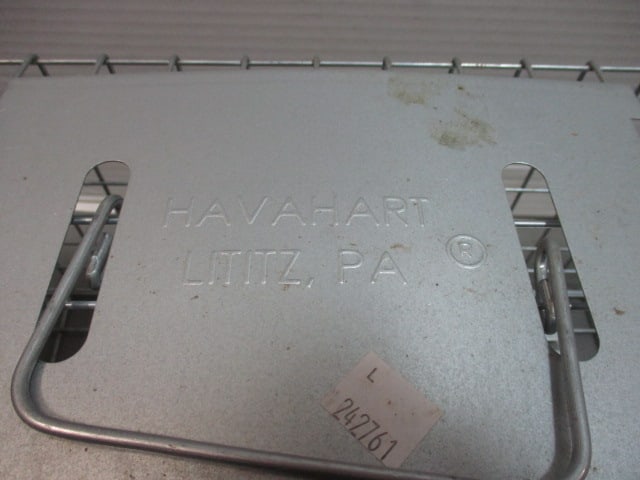 HAVAHART
LITITZ, PA ®
L
242761